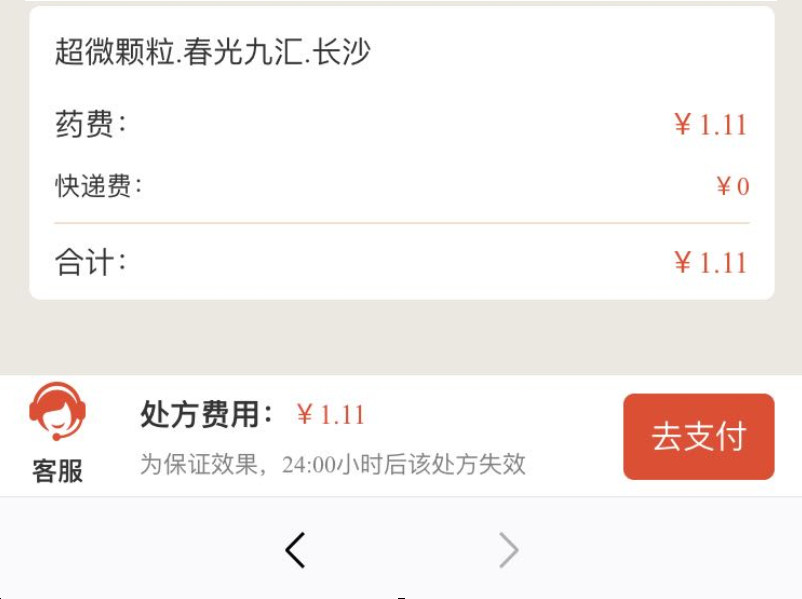 超微颗粒.春光九汇.长沙
药费： ￥1.11
快递费： ￥0
合计： ￥1.11
处方费用： ￥1.11
为保证效果，24:00小时后该处方失效
客服
去支付